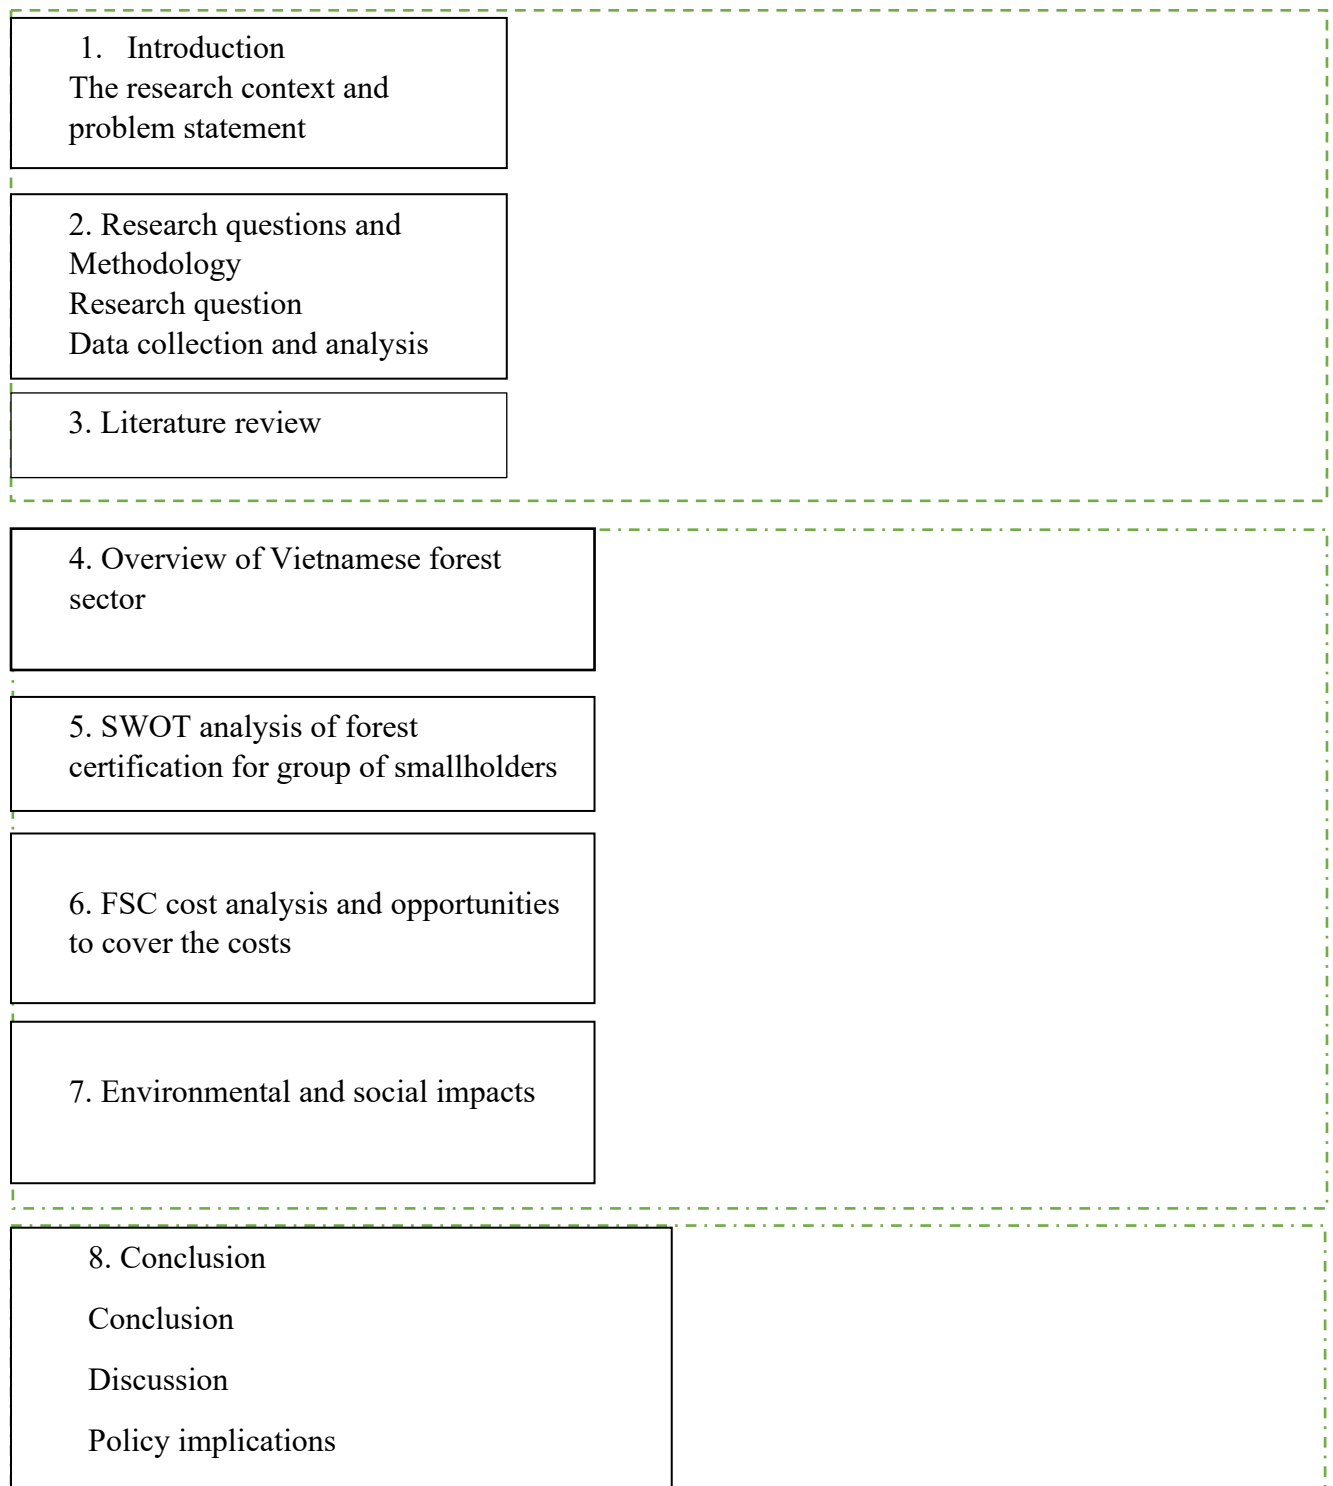 1. Introduction
The research context and
problem statement
2. Research questions and
Methodology
Research question
Data collection and analysis
3. Literature review
4. Overview of Vietnamese forest
sector
5. SWOT analysis of forest
certification for group of smallholders
6. FSC cost analysis and opportunities
to cover the costs
7. Environmental and social impacts
8. Conclusion
Conclusion
Discussion
Policy implications